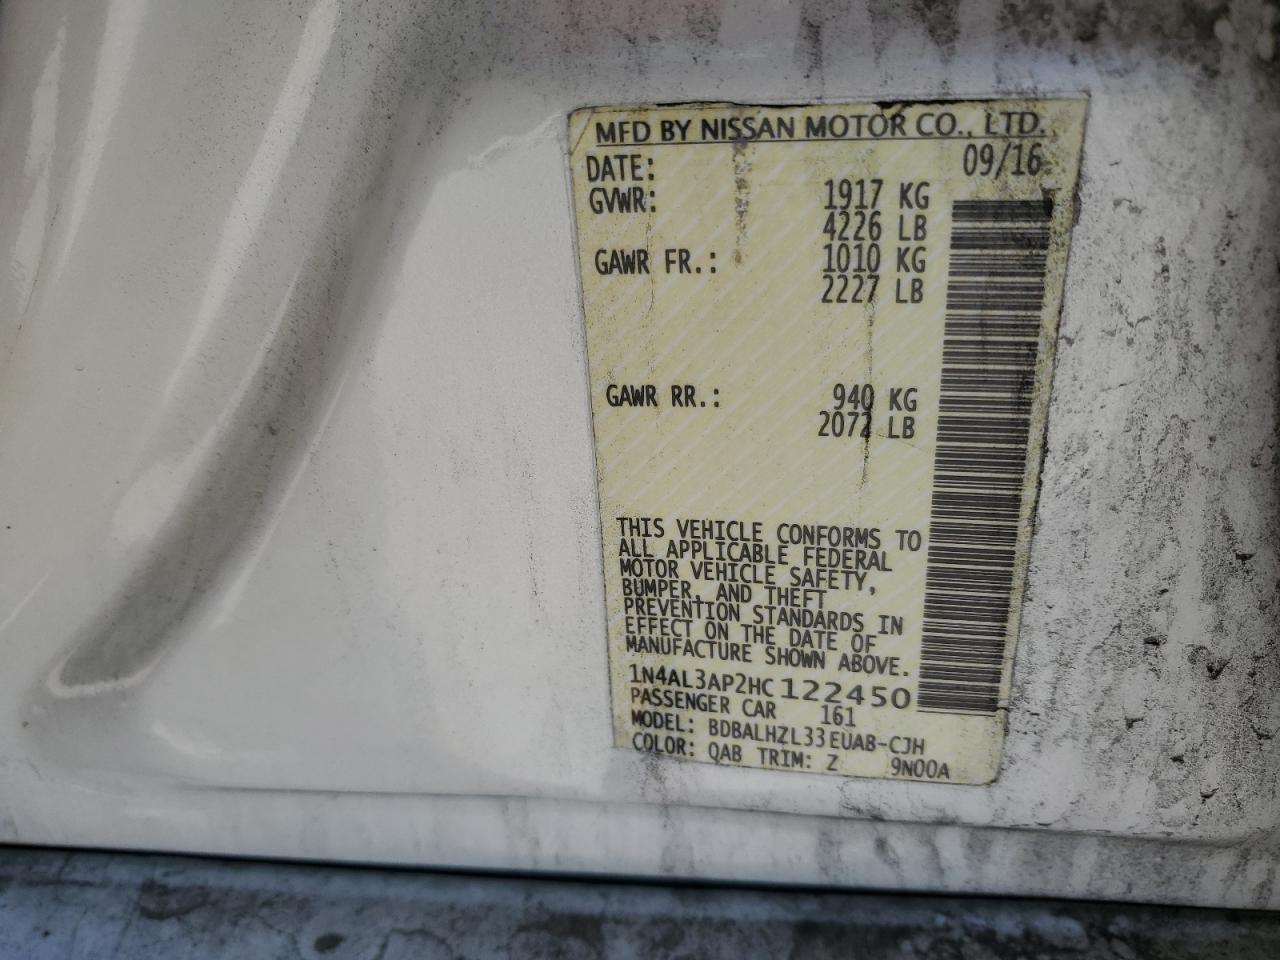 MFD BY NISSAN MOTOR CO., LTD.
DATE: 09/16
GVWR: 1917 KG
4226 LB
GAWR FR.: 1010 KG
2227 LB
GAWR RR.: 940 KG
2072 LB
THIS VEHICLE CONFORMS TO
ALL APPLICABLE FEDERAL
MOTOR VEHICLE SAFETY,
BUMPER, AND THEFT
PREVENTION STANDARDS IN
EFFECT ON THE DATE OF
MANUFACTURE SHOWN ABOVE.
1N4AL3AP2HC122450
PASSENGER CAR 161
MODEL: BDBALHZL33EUAB-CJH
COLOR: QAB TRIM: Z 9N00A